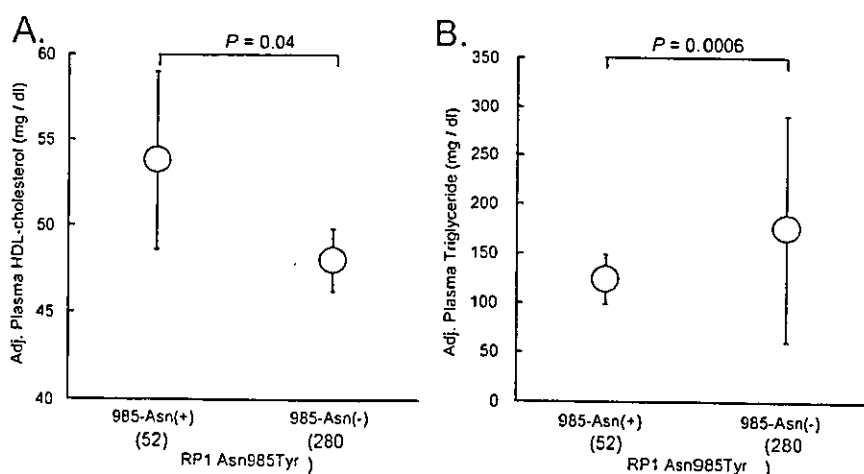 A.
P = 0.04
60
55
50
45
40
Adj. Plasma HDL-cholesterol (mg / dl)
985-Asn(+)
985-Asn(-)
(52)
(280
RP1 Asn985Tyr )
B.
P = 0.0006
350
300
250
200
150
100
50
0
Adj. Plasma Triglyceride (mg / dl)
985-Asn(+)
985-Asn(-)
(52)
(280
RP1 Asn985Tyr )